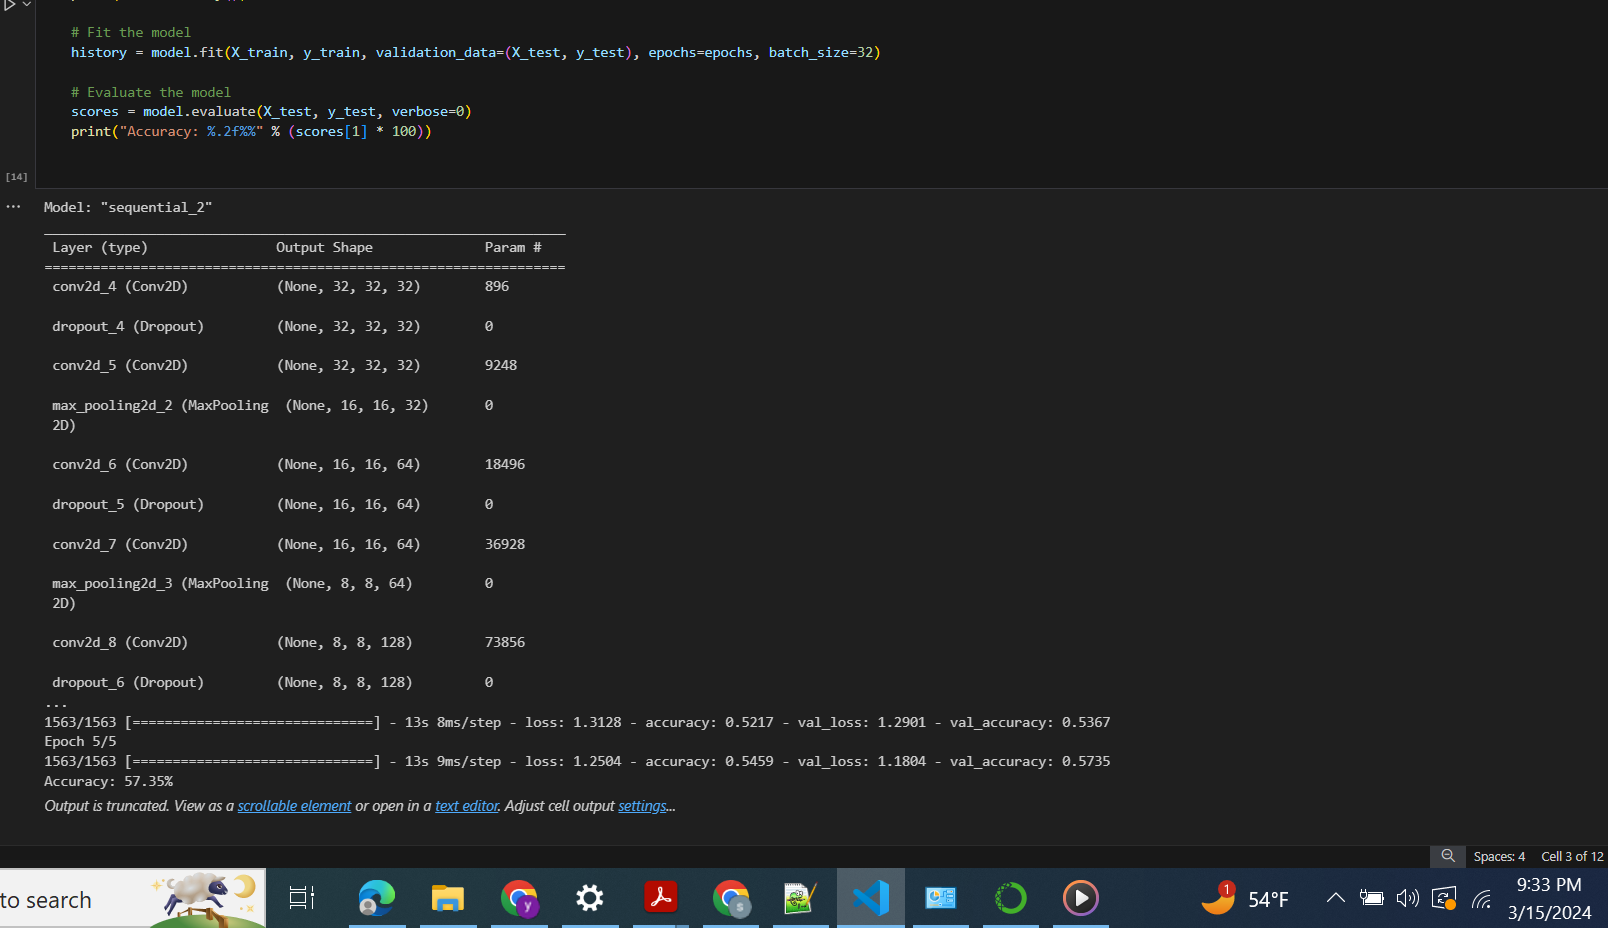 # Fit the model
history = model.fit(X_train, y_train, validation_data=(X_test, y_test), epochs=epochs, batch_size=32)
# Evaluate the model
scores = model.evaluate(X_test, y_test, verbose=0)
print("Accuracy: %.2f%%" % (scores[1] * 100))
[14]
... Model: "sequential_2"
_________________________________________________________________
Layer (type) Output Shape Param #
=================================================================
conv2d_4 (Conv2D) (None, 32, 32, 32) 896
dropout_4 (Dropout) (None, 32, 32, 32) 0
conv2d_5 (Conv2D) (None, 32, 32, 32) 9248
max_pooling2d_2 (MaxPooling (None, 16, 16, 32) 0
2D)
conv2d_6 (Conv2D) (None, 16, 16, 64) 18496
dropout_5 (Dropout) (None, 16, 16, 64) 0
conv2d_7 (Conv2D) (None, 16, 16, 64) 36928
max_pooling2d_3 (MaxPooling (None, 8, 8, 64) 0
2D)
conv2d_8 (Conv2D) (None, 8, 8, 128) 73856
dropout_6 (Dropout) (None, 8, 8, 128) 0
...
1563/1563 [==============================] - 13s 8ms/step - loss: 1.3128 - accuracy: 0.5217 - val_loss: 1.2901 - val_accuracy: 0.5367
Epoch 5/5
1563/1563 [==============================] - 13s 9ms/step - loss: 1.2504 - accuracy: 0.5459 - val_loss: 1.1804 - val_accuracy: 0.5735
Accuracy: 57.35%
Output is truncated. View as a scrollable element or open in a text editor. Adjust cell output settings...
Spaces: 4 Cell 3 of 12
to search
y
s
1
54°F
9:33 PM
3/15/2024